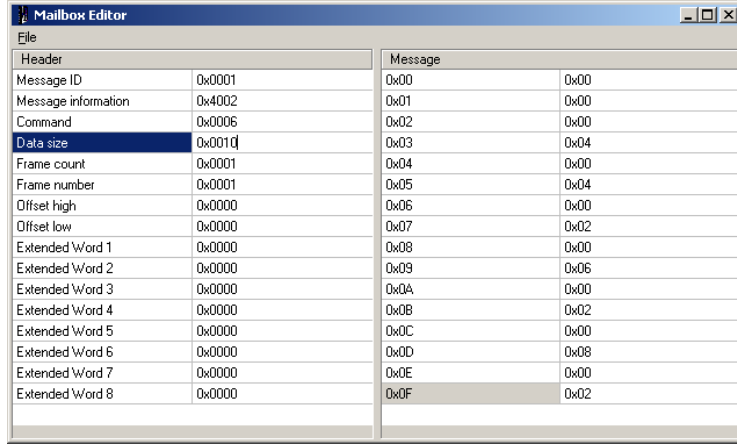 Mailbox Editor
File
Header Message
Message ID 0x0001 0x00 0x00
Message information 0x4002 0x01 0x00
Command 0x0006 0x02 0x00
Data size 0x0010 0x03 0x04
Frame count 0x0001 0x04 0x00
Frame number 0x0001 0x05 0x04
Offset high 0x0000 0x06 0x00
Offset low 0x0000 0x07 0x02
Extended Word 1 0x0000 0x08 0x00
Extended Word 2 0x0000 0x09 0x06
Extended Word 3 0x0000 0x0A 0x00
Extended Word 4 0x0000 0x0B 0x02
Extended Word 5 0x0000 0x0C 0x00
Extended Word 6 0x0000 0x0D 0x08
Extended Word 7 0x0000 0x0E 0x00
Extended Word 8 0x0000 0x0F 0x02